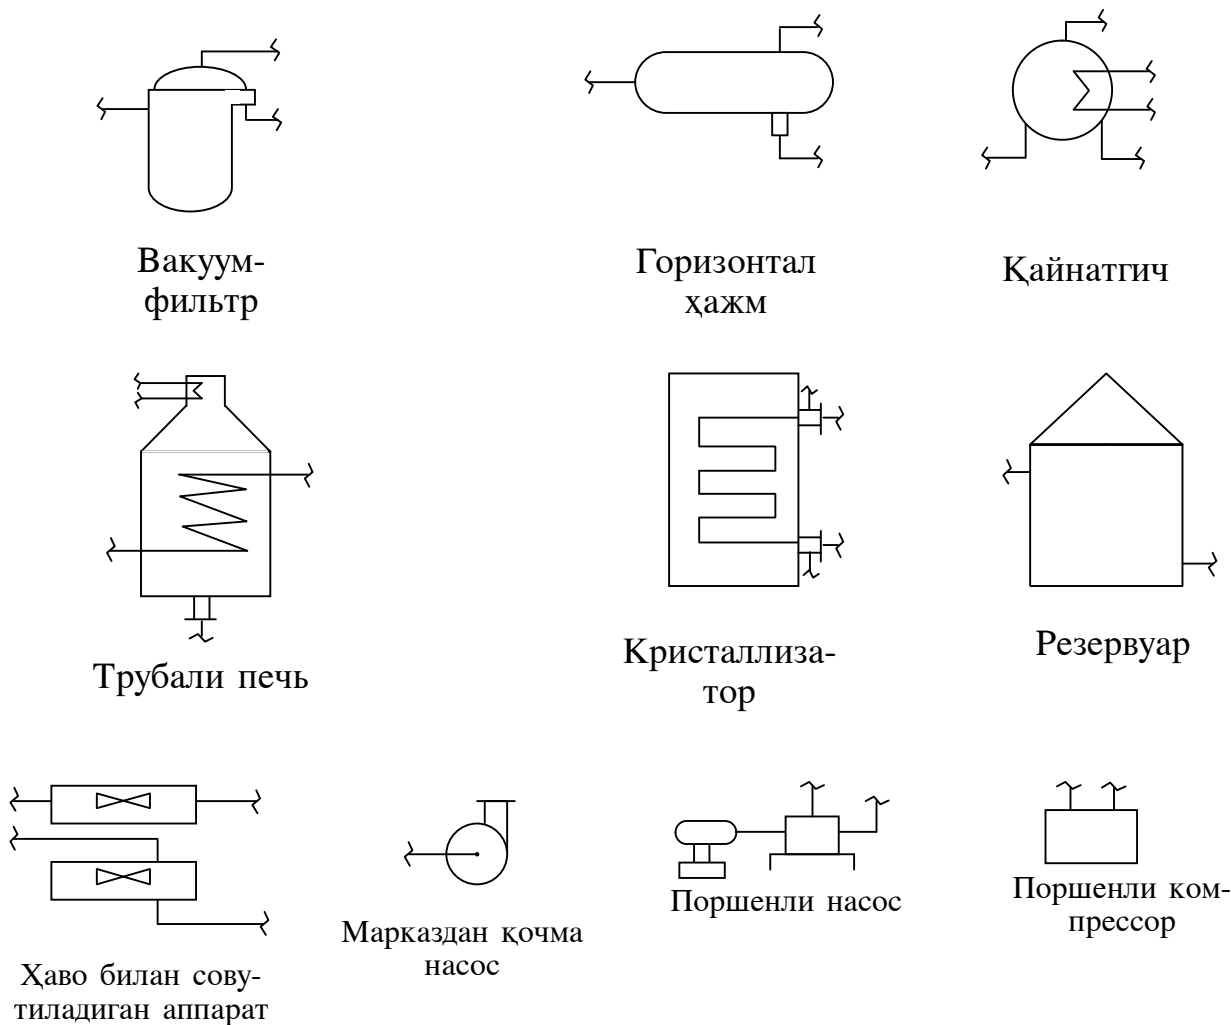 Вакуум-
фильтр
Горизонтал
ҳажм
Қайнатгич
Трубали печь
Кристаллиза-
тор
Резервуар
Ҳаво билан сову-
тиладиган аппарат
Марказдан қочма
насос
Поршенли насос
Поршенли ком-
прессор